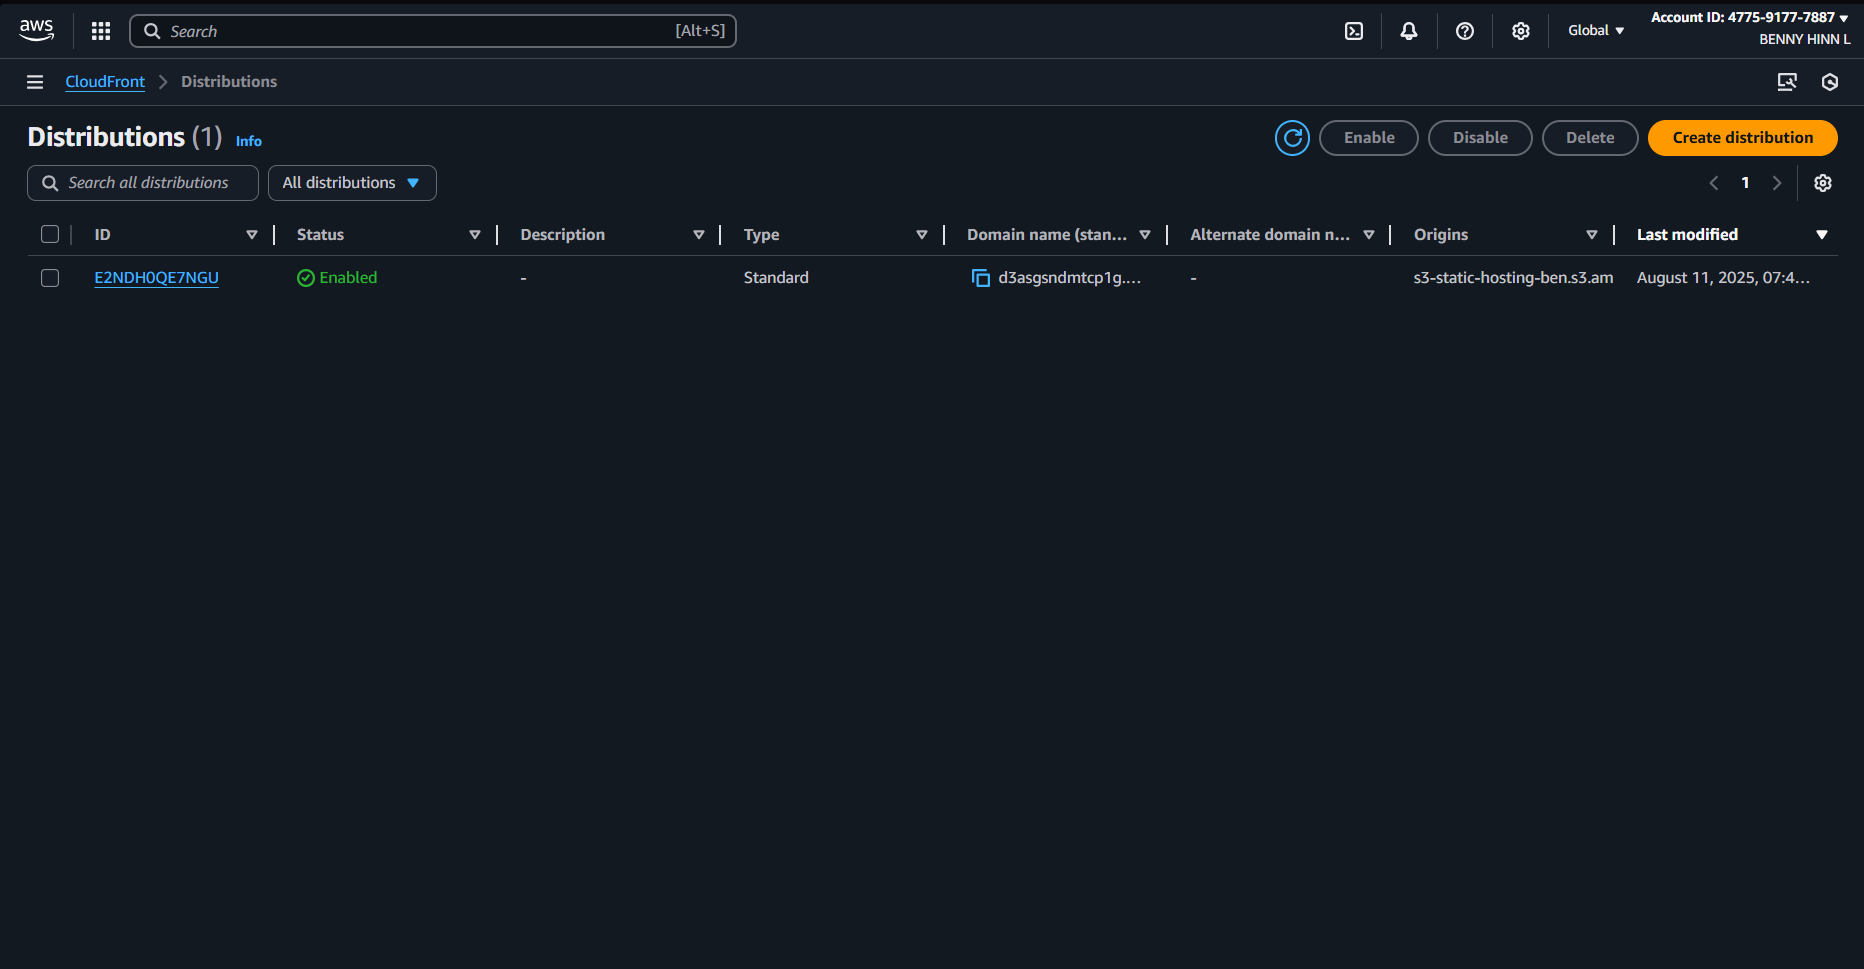 aws
Search [Alt+S]
Global
Account ID: 4775-9177-7887
BENNY HINN L
CloudFront Distributions
Distributions (1) Info
Enable Disable Delete Create distribution
Search all distributions All distributions
1
ID Status Description Type Domain name (stan... Alternate domain n... Origins Last modified
E2NDH0QE7NGU Enabled - Standard d3asgsndmtcp1g.... - s3-static-hosting-ben.s3.am August 11, 2025, 07:4...